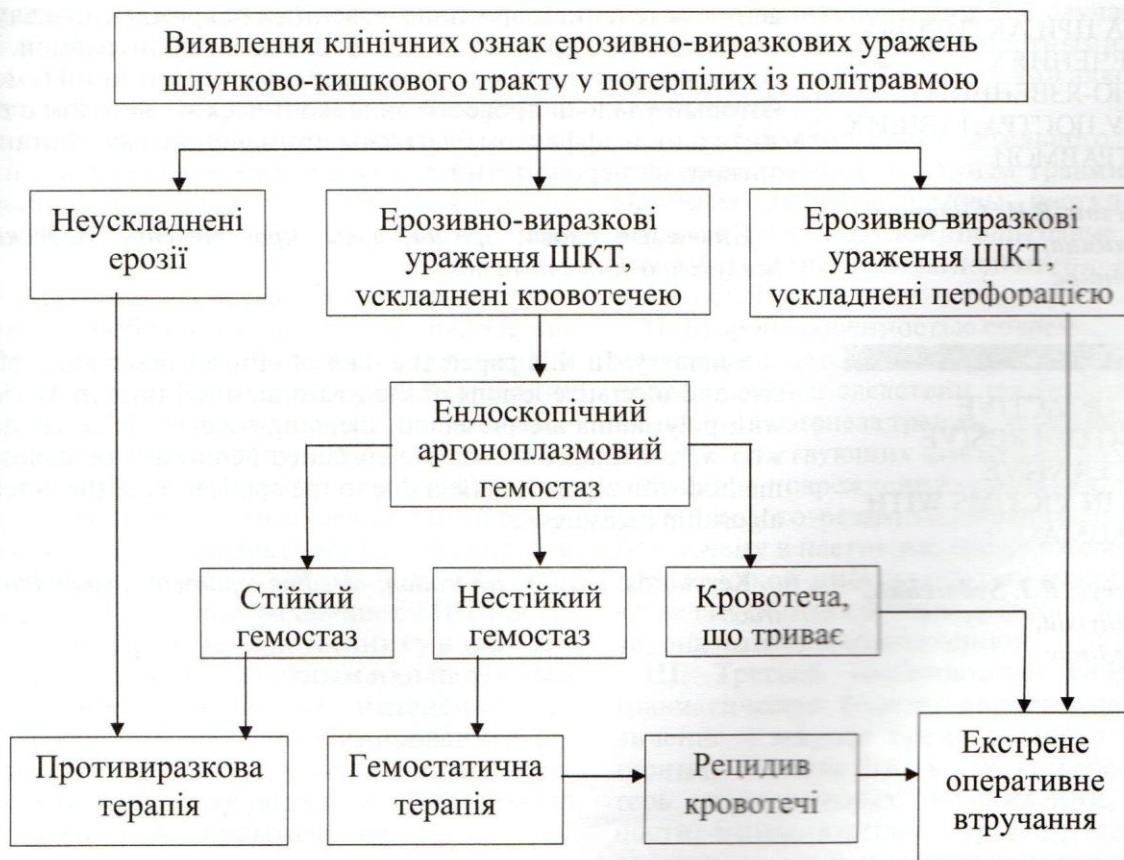 Виявлення клінічних ознак ерозивно-виразкових уражень
шлунково-кишкового тракту у потерпілих із політравмою
Неускладнені
ерозії
Ерозивно-виразкові
ураження ШКТ,
ускладнені кровотечею
Ерозивно-виразкові
ураження ШКТ,
ускладнені перфорацією
Ендоскопічний
аргоноплазмовий
гемостаз
Стійкий
гемостаз
Нестійкий
гемостаз
Кровотеча,
що триває
Противиразкова
терапія
Гемостатична
терапія
Рецидив
кровотечі
Екстрене
оперативне
втручання